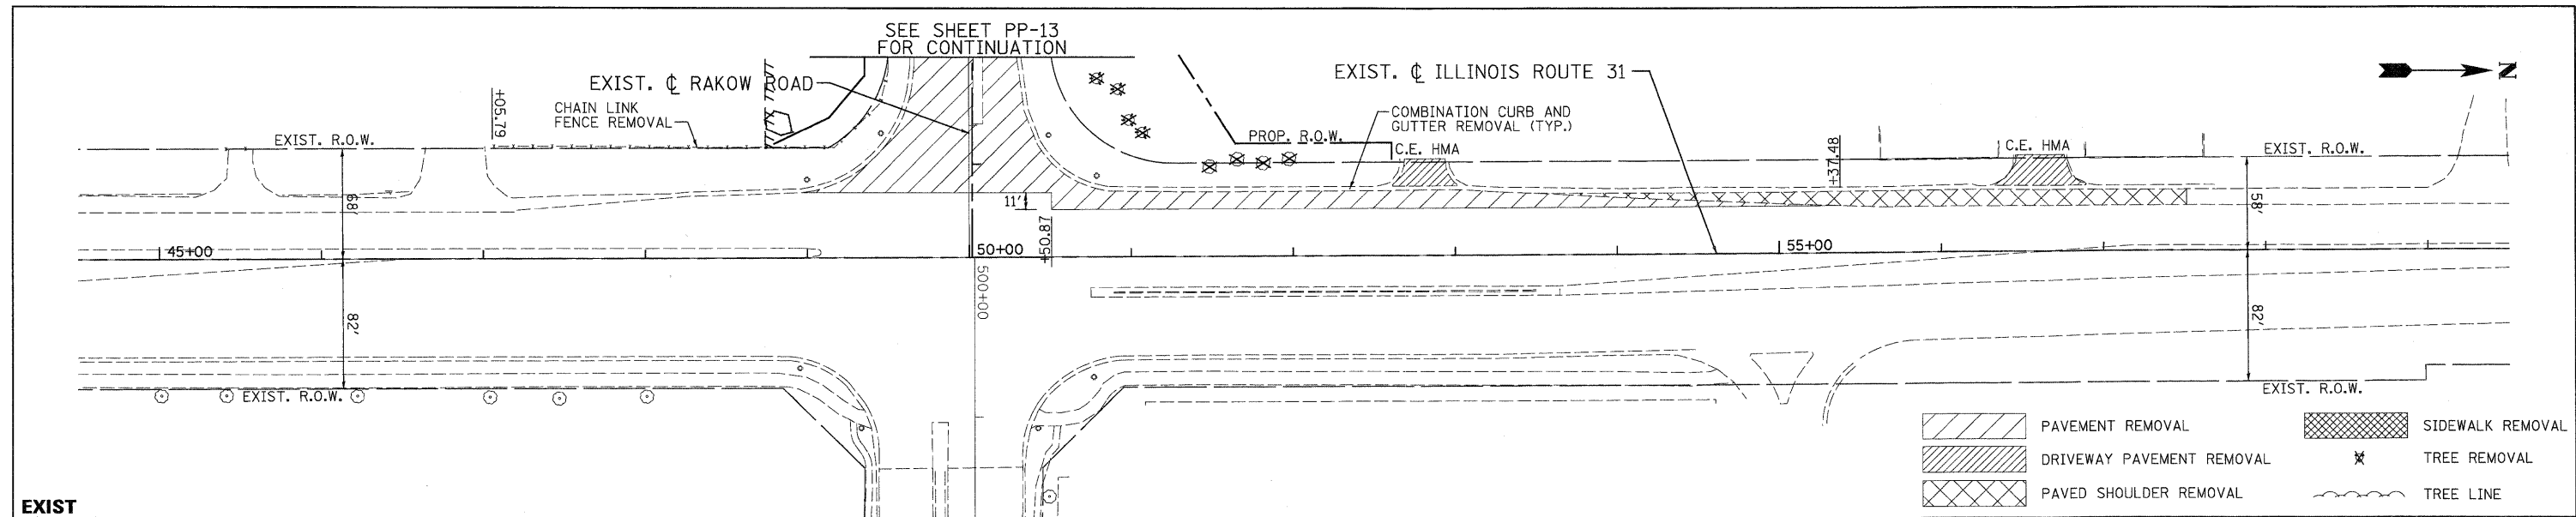 SEE SHEET PP-13
FOR CONTINUATION
EXIST. ℄ RAKOW ROAD
EXIST. ℄ ILLINOIS ROUTE 31
N
+05.79
CHAIN LINK
FENCE REMOVAL
COMBINATION CURB AND
GUTTER REMOVAL (TYP.)
EXIST. R.O.W.
PROP. R.O.W.
C.E. HMA
+37.48
C.E. HMA
EXIST. R.O.W.
68'
11'
58'
45+00
50+00
+50.87
55+00
500+00
82'
82'
EXIST. R.O.W.
EXIST. R.O.W.
PAVEMENT REMOVAL
SIDEWALK REMOVAL
DRIVEWAY PAVEMENT REMOVAL
TREE REMOVAL
PAVED SHOULDER REMOVAL
TREE LINE
EXIST